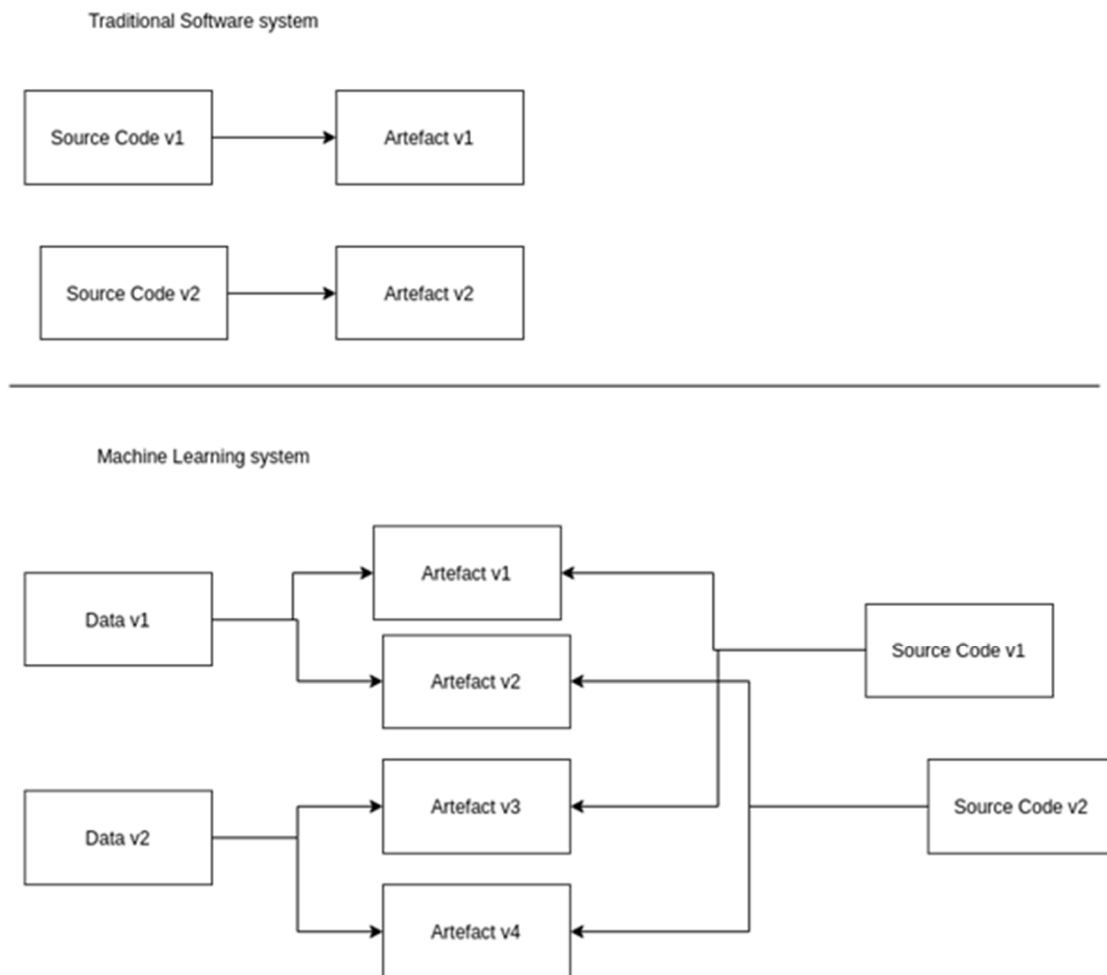 Traditional Software system
Source Code v1
Artefact v1
Source Code v2
Artefact v2
Machine Learning system
Artefact v1
Data v1
Source Code v1
Artefact v2
Artefact v3
Source Code v2
Data v2
Artefact v4